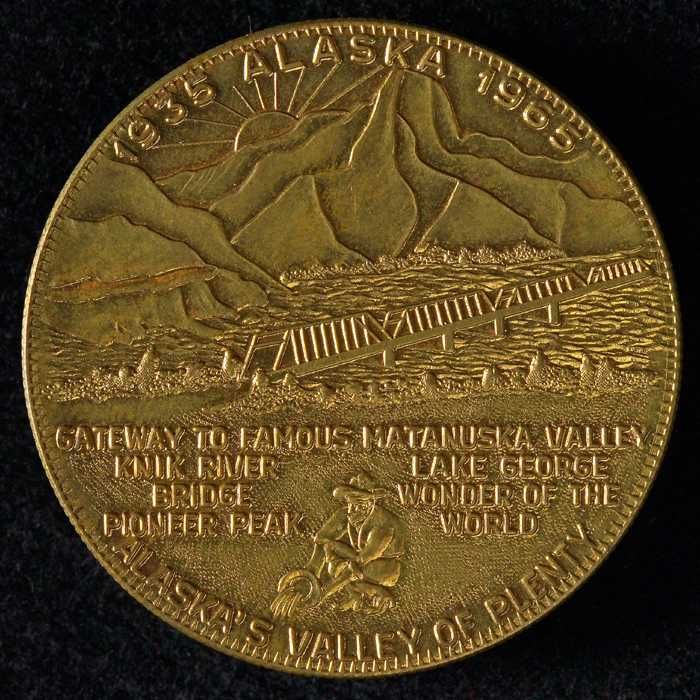 1935 ALASKA 1965
GATEWAY TO FAMOUS MATANUSKA VALLEY
KNIK RIVER
BRIDGE
PIONEER PEAK
LAKE GEORGE
WONDER OF THE
WORLD
ALASKA'S VALLEY OF PLENTY